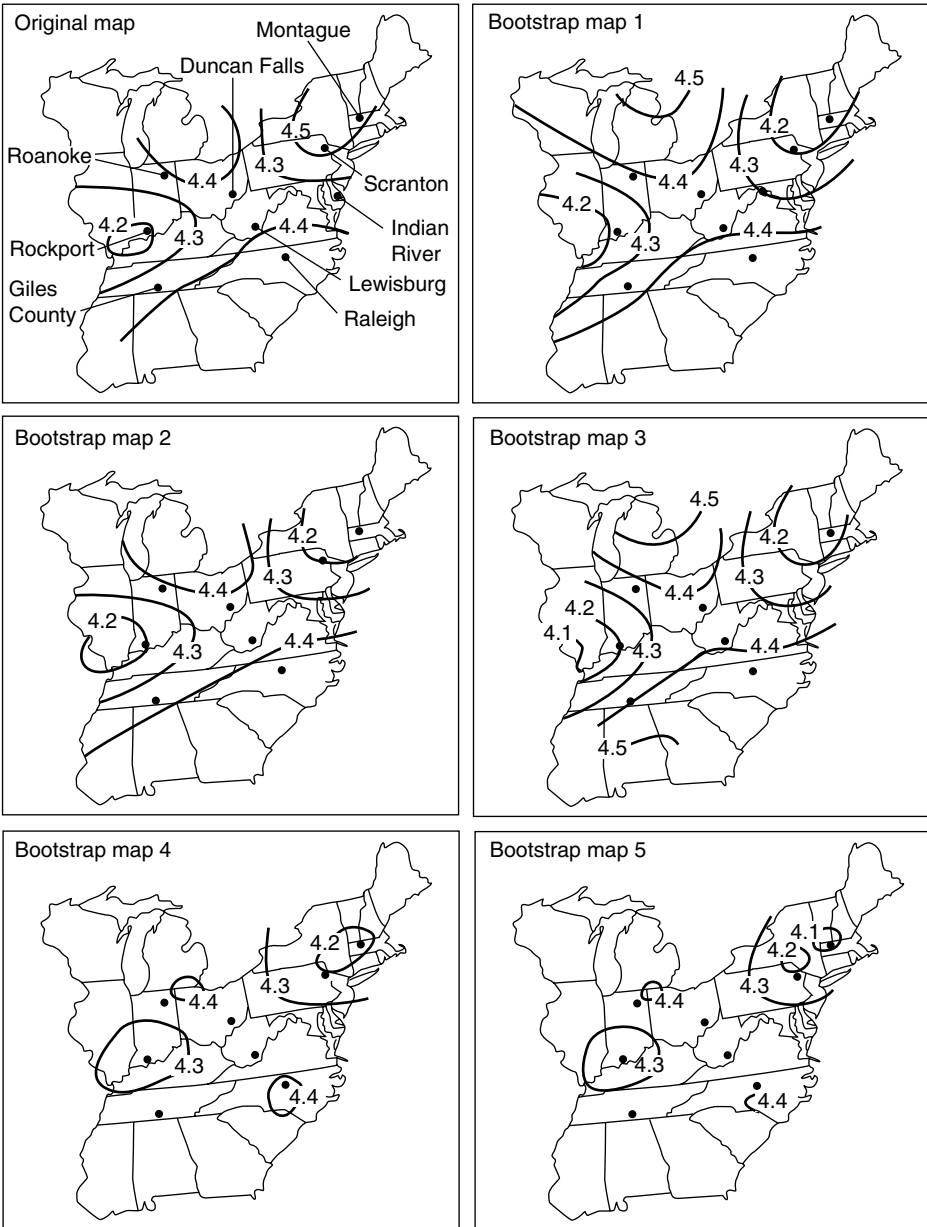 Original map
Montague
Duncan Falls
4.5
Roanoke
4.3
4.4
Scranton
4.2
4.4
Indian
River
Rockport
4.3
Giles
County
Lewisburg
Raleigh
Bootstrap map 1
4.5
4.2
4.3
4.4
4.2
4.4
4.3
Bootstrap map 2
4.2
4.3
4.4
4.2
4.4
4.3
Bootstrap map 3
4.5
4.2
4.3
4.4
4.2
4.1
4.4
4.3
4.5
Bootstrap map 4
4.2
4.3
4.4
4.3
4.4
Bootstrap map 5
4.1
4.2
4.3
4.4
4.3
4.4